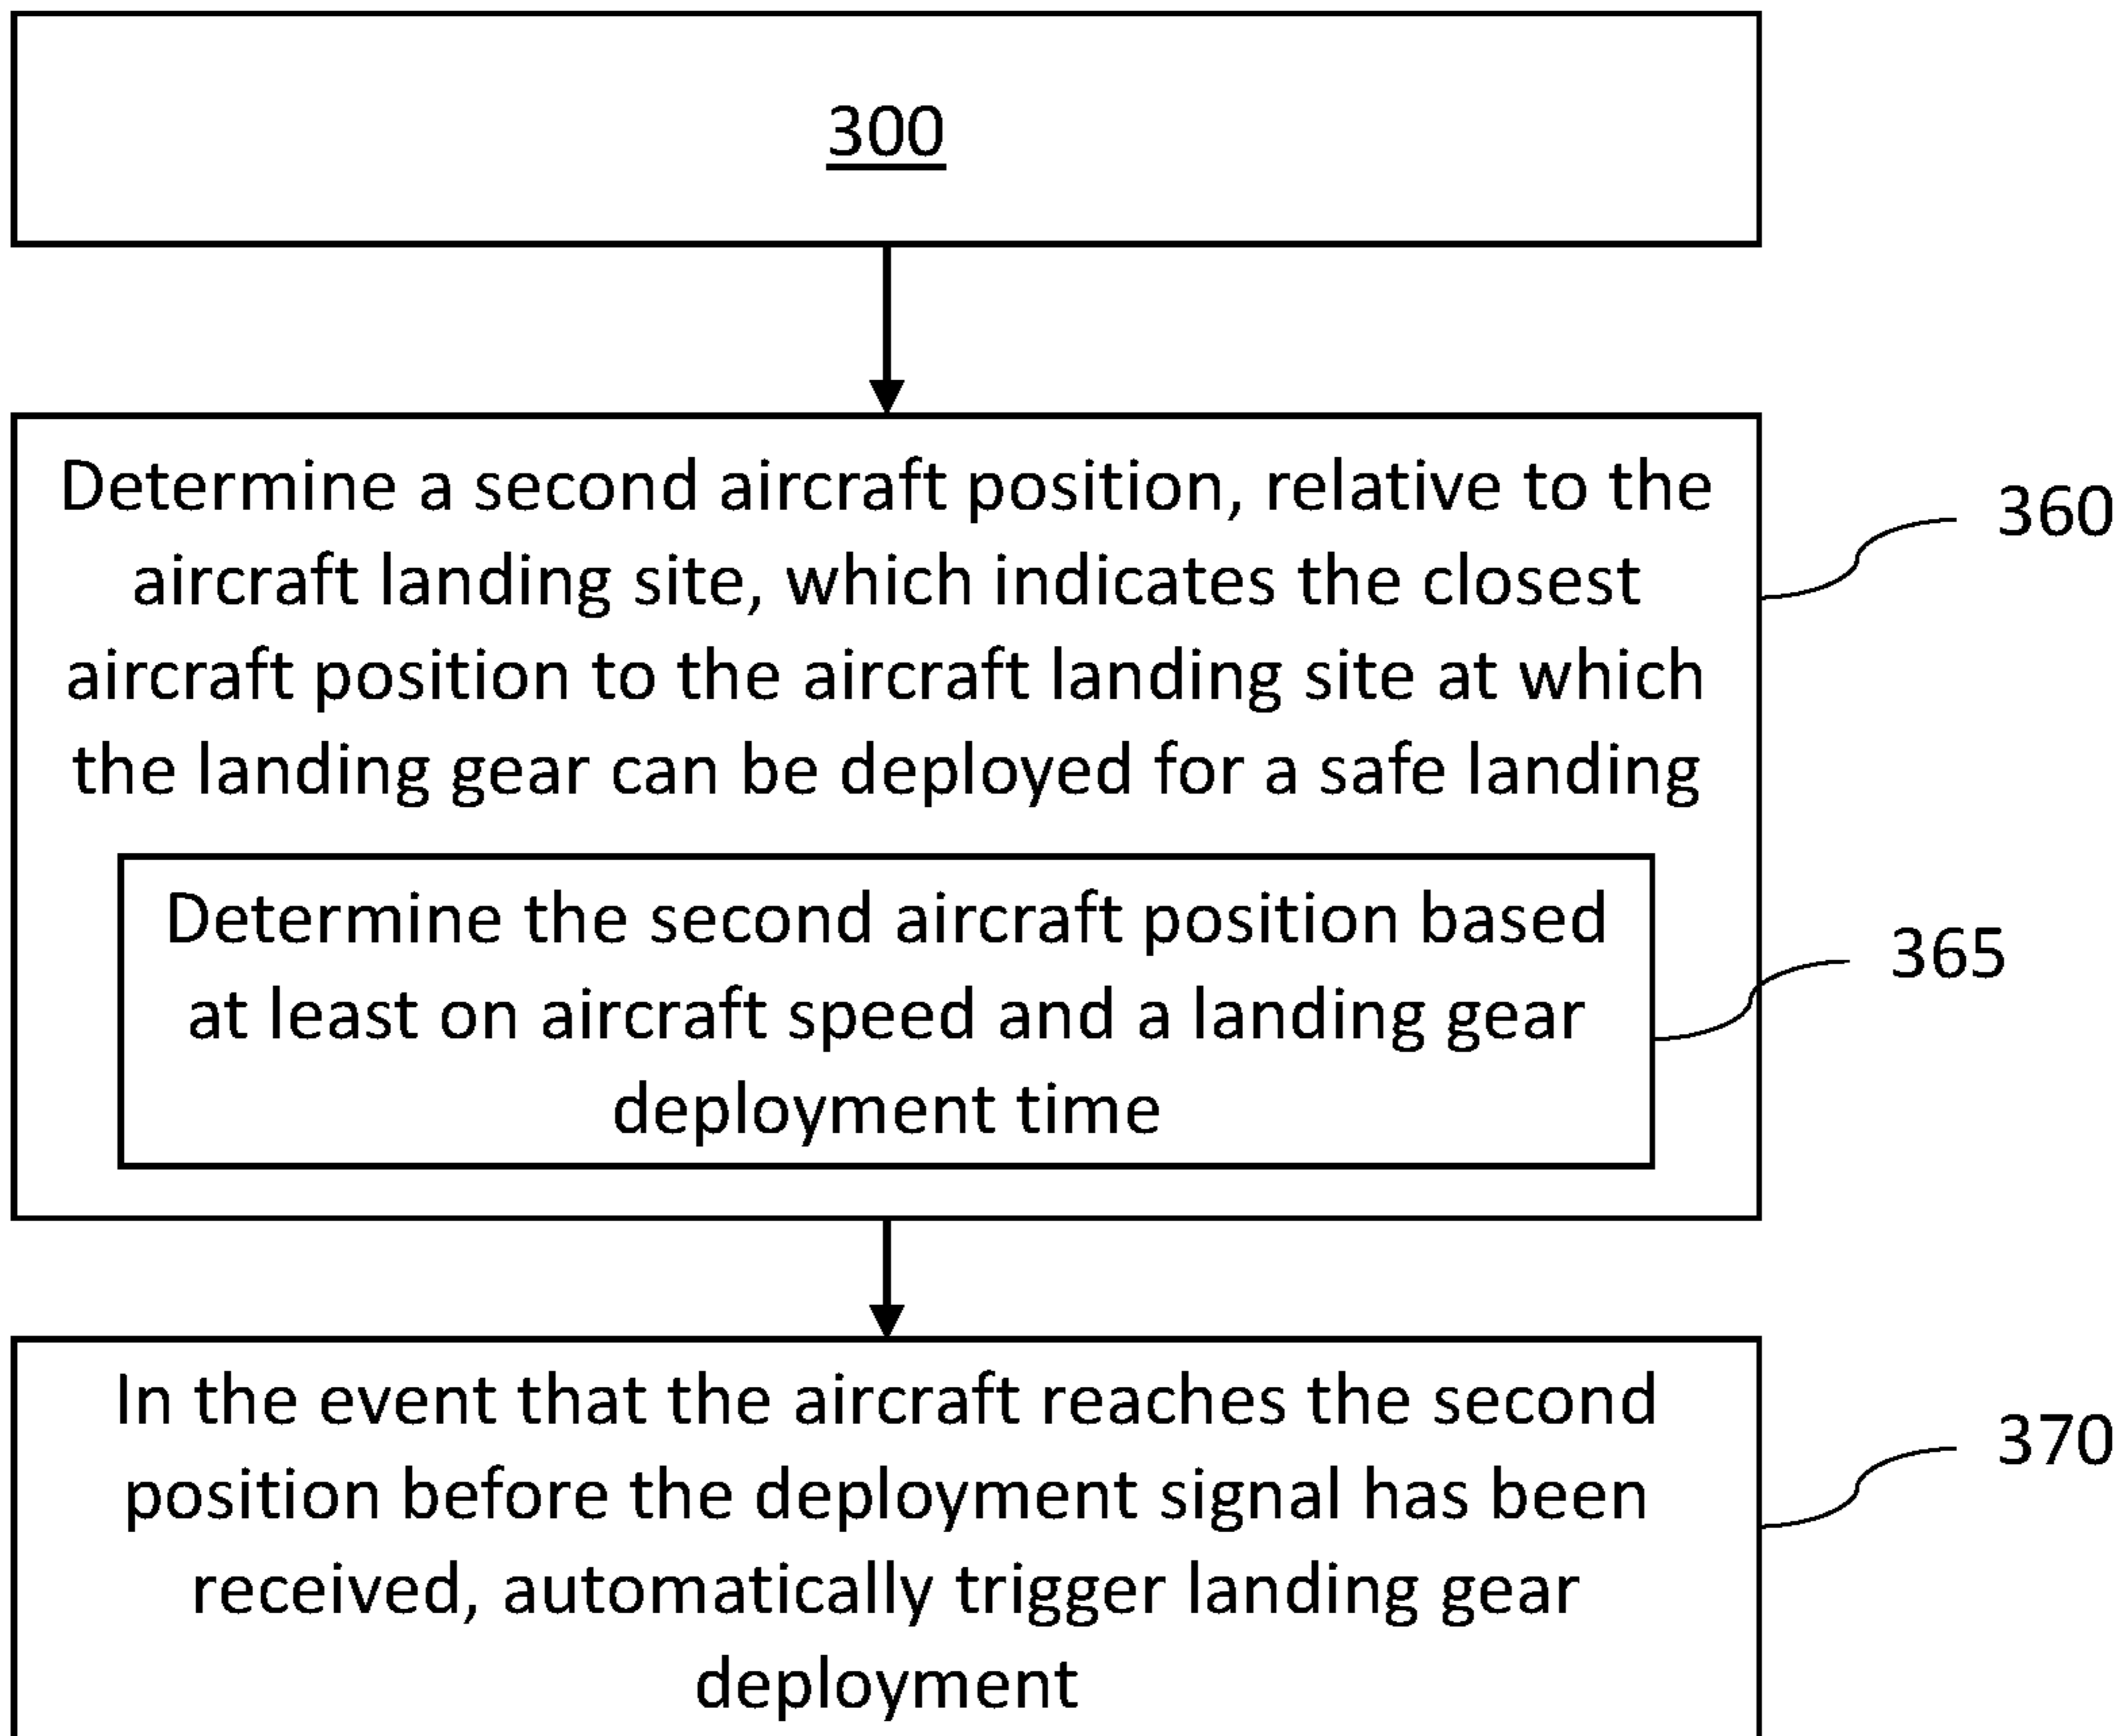 300
Determine a second aircraft position, relative to the
aircraft landing site, which indicates the closest
aircraft position to the aircraft landing site at which
the landing gear can be deployed for a safe landing
360
Determine the second aircraft position based
at least on aircraft speed and a landing gear
deployment time
365
In the event that the aircraft reaches the second
position before the deployment signal has been
received, automatically trigger landing gear
deployment
370